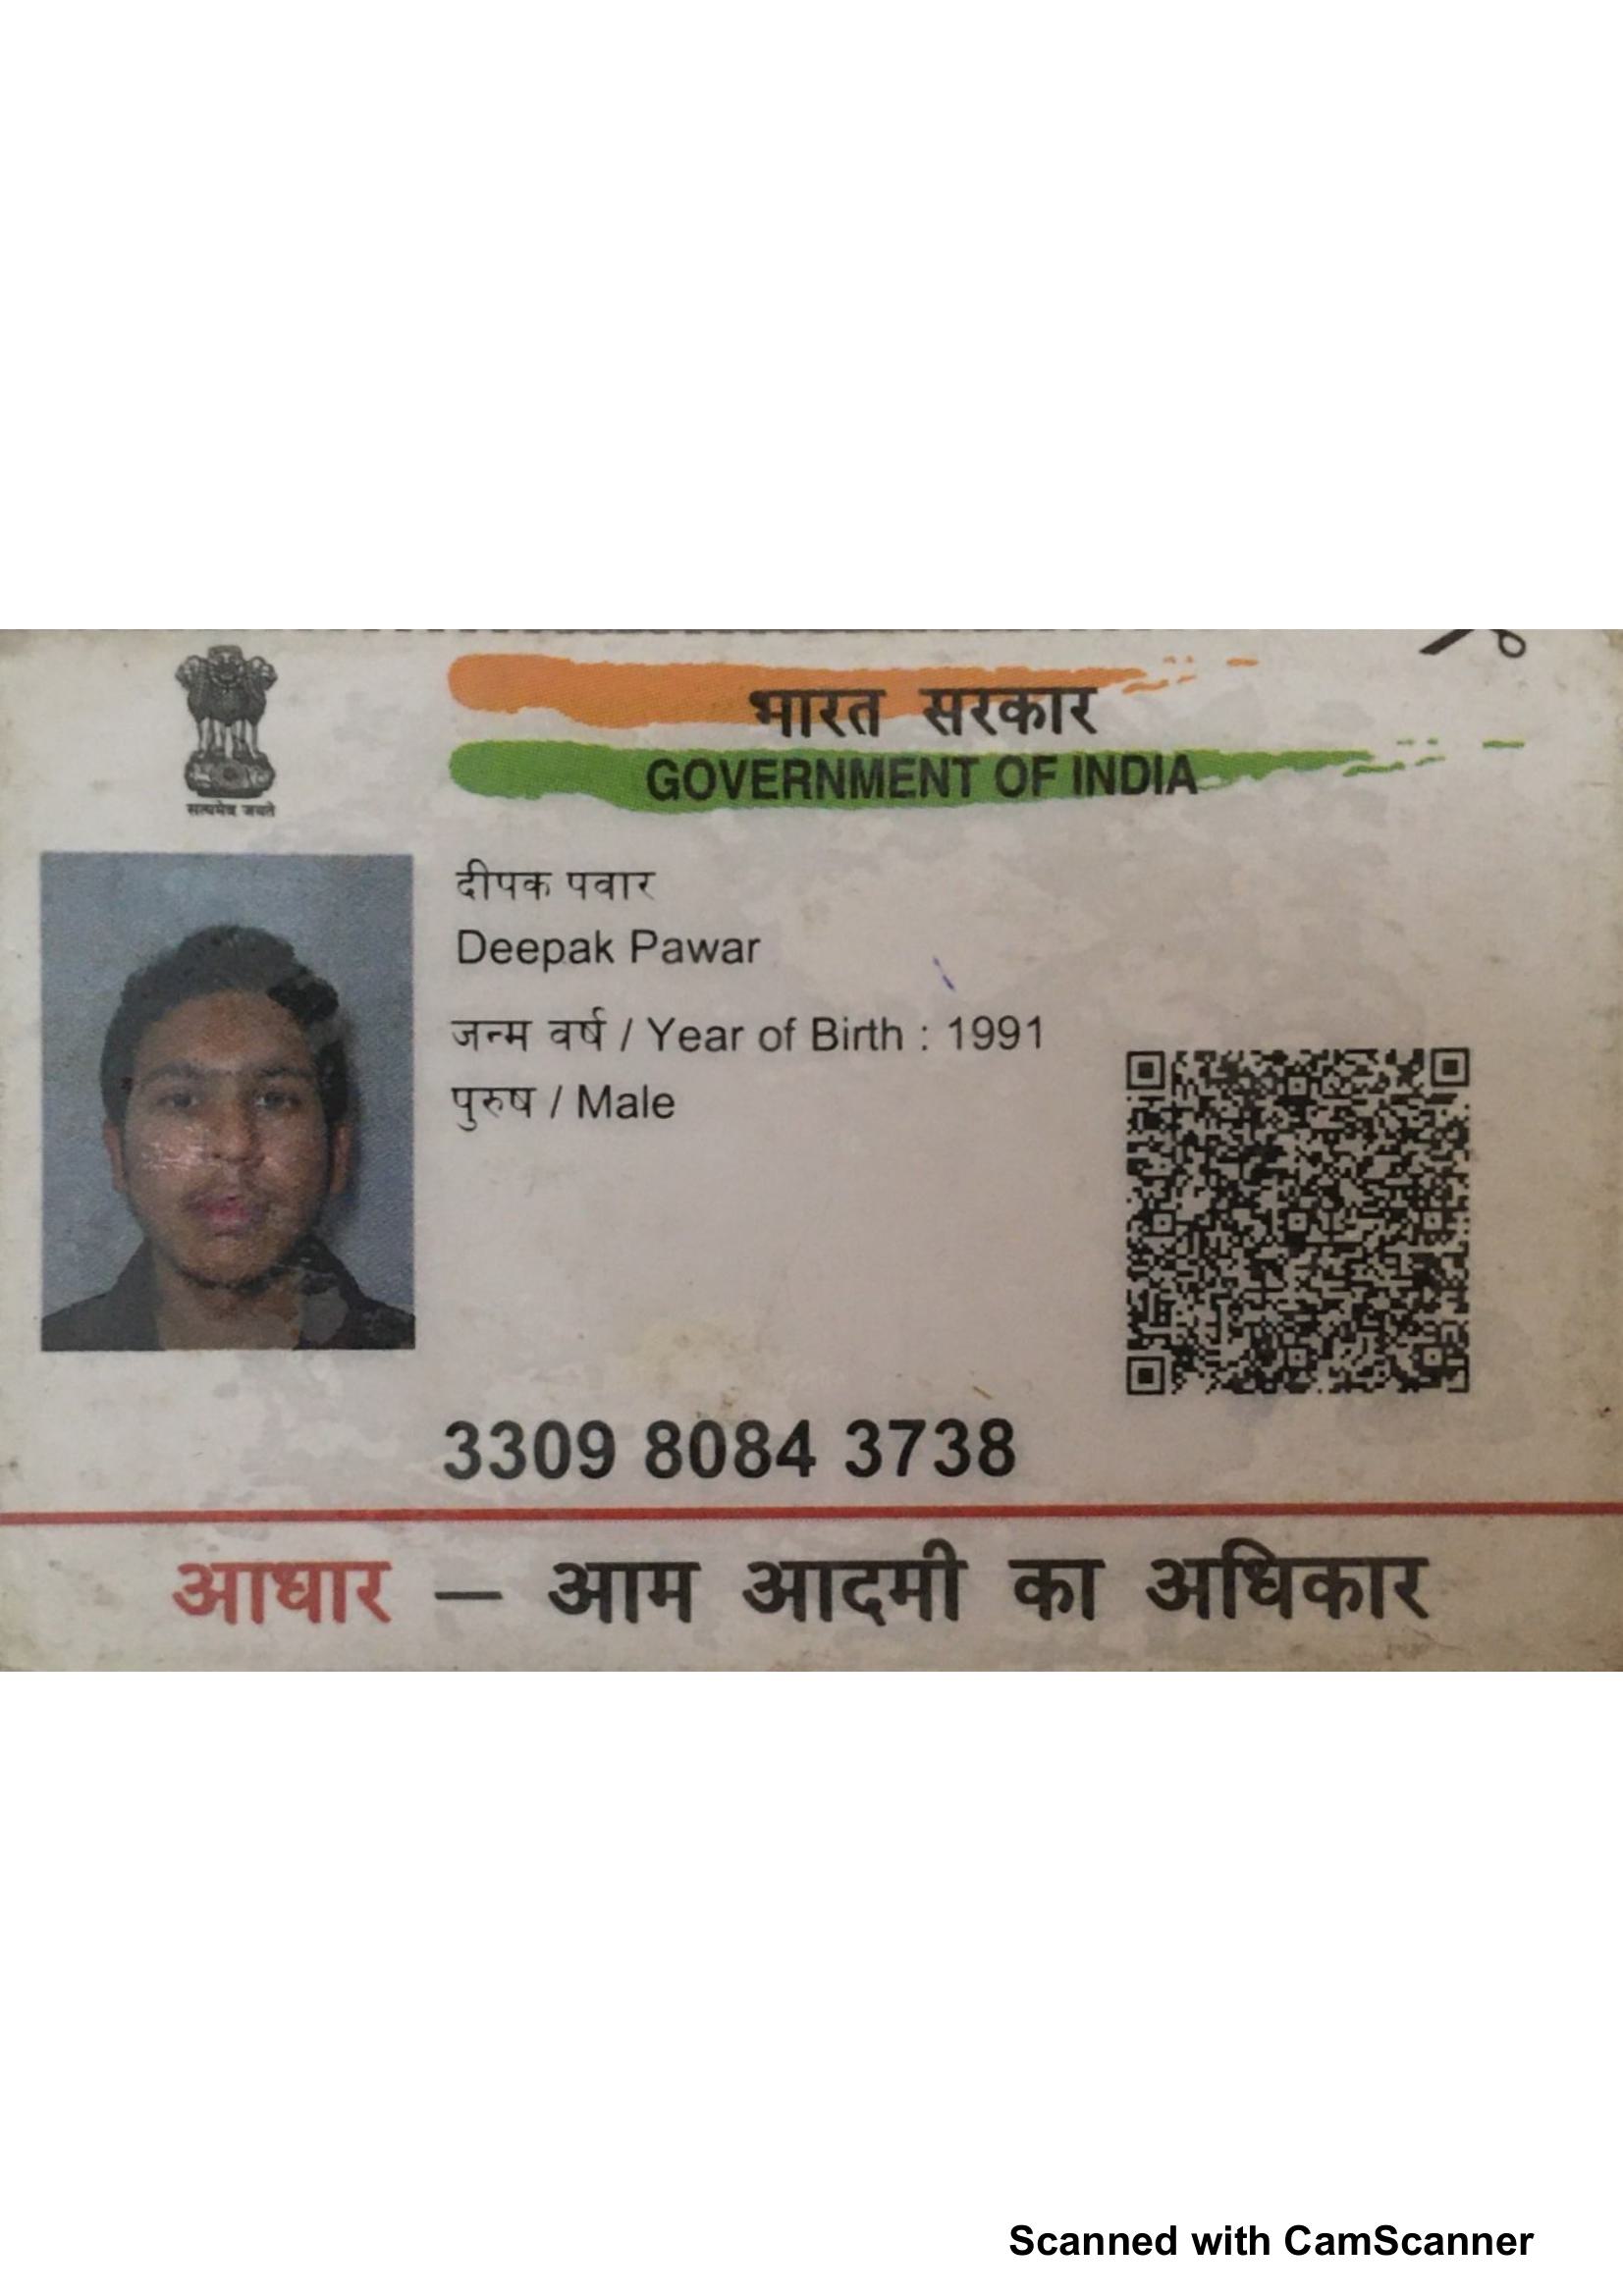 भारत सरकार
GOVERNMENT OF INDIA
सत्यमेव जयते
दीपक पवार
Deepak Pawar
जन्म वर्ष / Year of Birth : 1991
पुरुष / Male
3309 8084 3738
आधार — आम आदमी का अधिकार
Scanned with CamScanner